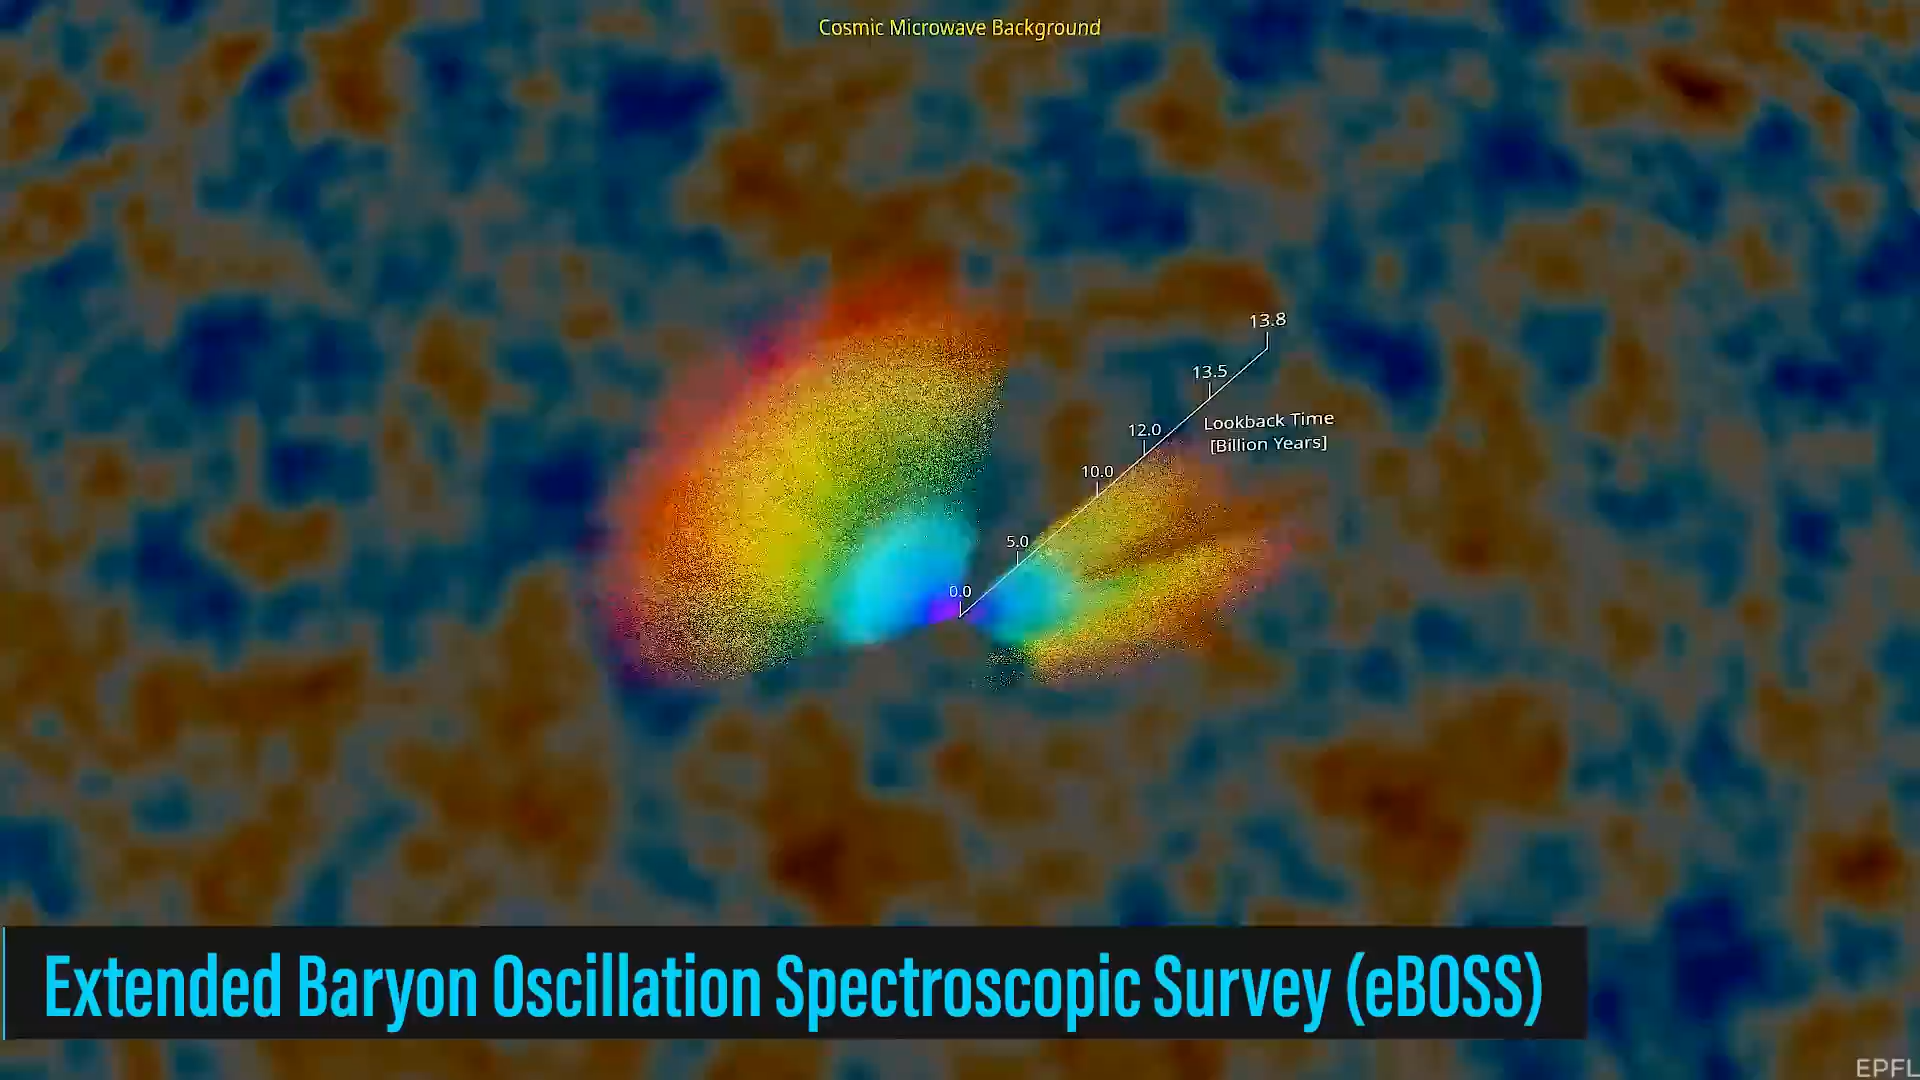 Cosmic Microwave Background
13.8
13.5
Lookback Time
[Billion Years]
12.0
10.0
5.0
0.0
Extended Baryon Oscillation Spectroscopic Survey (eBOSS)
EPFL